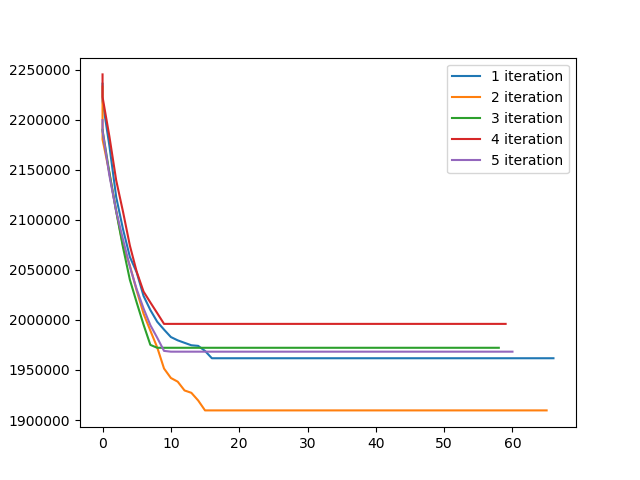 2250000
2200000
2150000
2100000
2050000
2000000
1950000
1900000
0 10 20 30 40 50 60
1 iteration
2 iteration
3 iteration
4 iteration
5 iteration